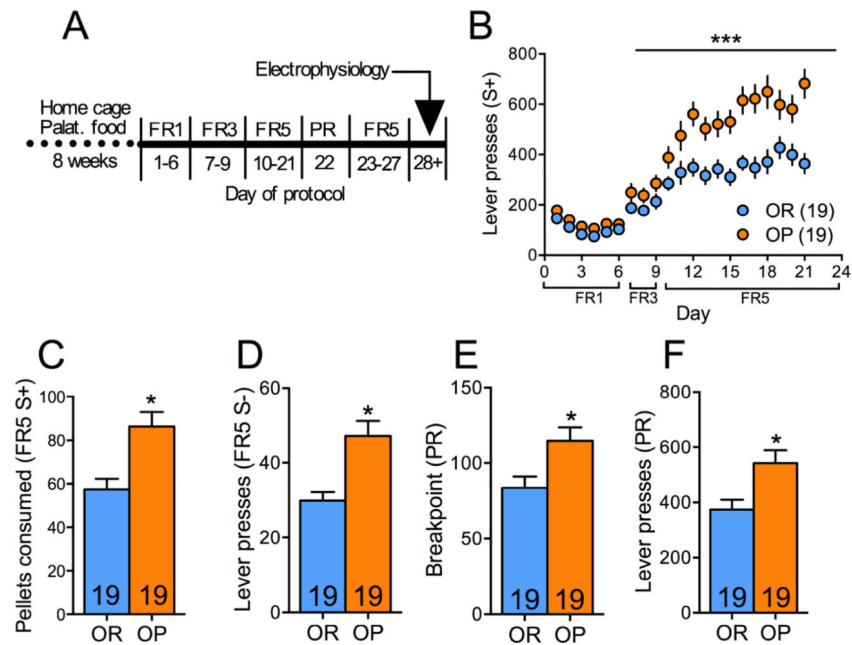 A
Electrophysiology
Home cage
Palat. food
FR1 FR3 FR5 PR FR5
8 weeks 1-6 7-9 10-21 22 23-27 28+
Day of protocol
B
***
Lever presses (S+)
800
600
400
200
0
OR (19)
OP (19)
0 3 6 9 12 15 18 21 24
FR1 FR3 FR5
Day
C
Pellets consumed (FR5 S+)
100
80
60
40
20
0
*
19 19
OR OP
D
Lever presses (FR5 S-)
60
40
20
0
*
19 19
OR OP
E
Breakpoint (PR)
150
100
50
0
*
19 19
OR OP
F
Lever presses (PR)
800
600
400
200
0
*
19 19
OR OP